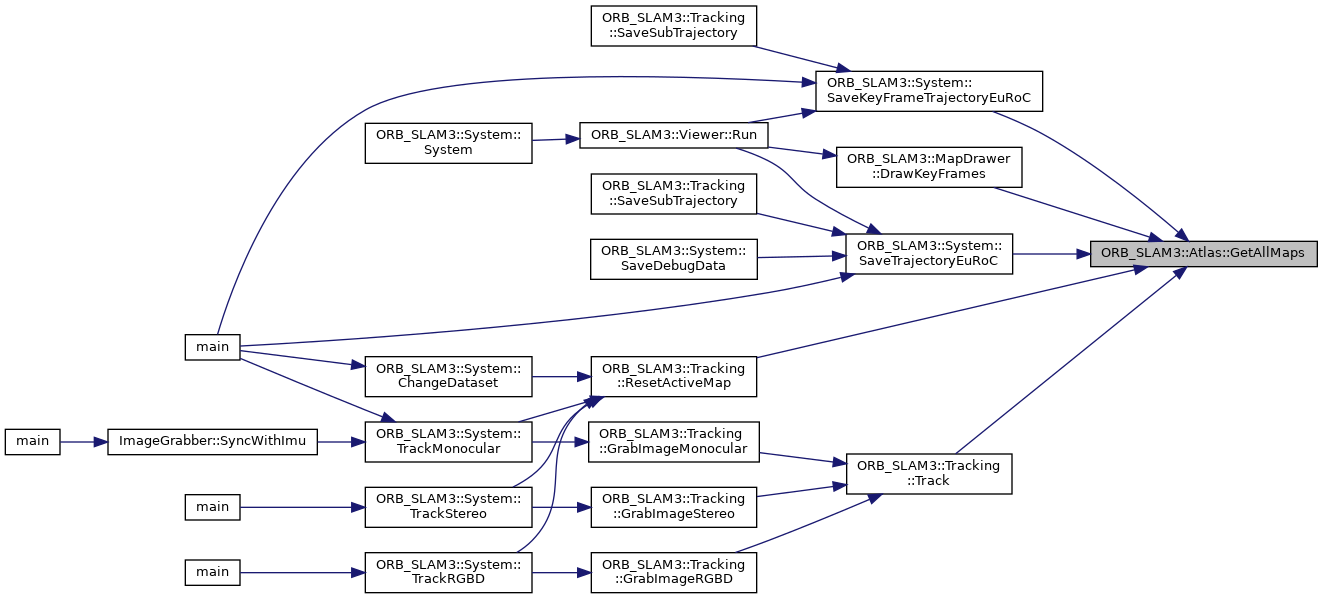 ORB_SLAM3::Tracking
::SaveSubTrajectory
ORB_SLAM3::System::
SaveKeyFrameTrajectoryEuRoC
ORB_SLAM3::System::
System
ORB_SLAM3::Viewer::Run
ORB_SLAM3::MapDrawer
::DrawKeyFrames
ORB_SLAM3::Tracking
::SaveSubTrajectory
ORB_SLAM3::System::
SaveDebugData
ORB_SLAM3::System::
SaveTrajectoryEuRoC
ORB_SLAM3::Atlas::GetAllMaps
main
ORB_SLAM3::System::
ChangeDataset
ORB_SLAM3::Tracking
::ResetActiveMap
main
ImageGrabber::SyncWithImu
ORB_SLAM3::System::
TrackMonocular
ORB_SLAM3::Tracking
::GrabImageMonocular
ORB_SLAM3::Tracking
::Track
main
ORB_SLAM3::System::
TrackStereo
ORB_SLAM3::Tracking
::GrabImageStereo
main
ORB_SLAM3::System::
TrackRGBD
ORB_SLAM3::Tracking
::GrabImageRGBD